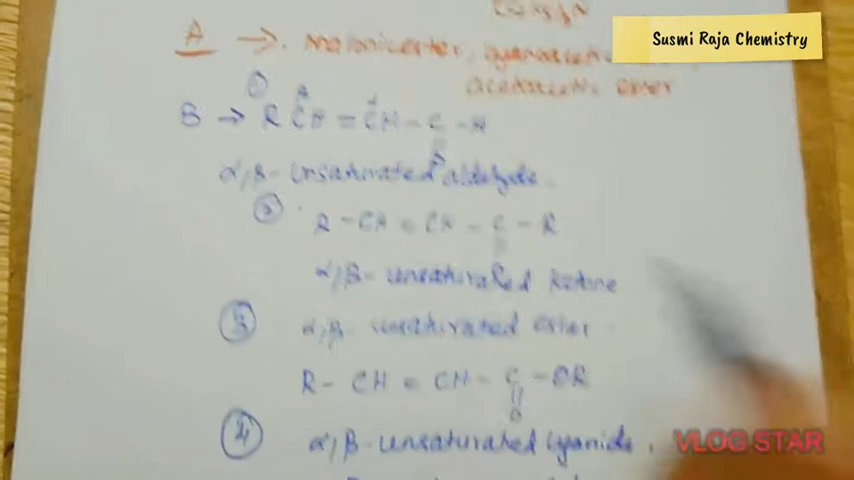 Susmi Raja Chemistry
A → Malonicester,
acetoacetic ester
①
β α
B → R CH = CH - C - H
O
α,β- Unsaturated aldehyde.
②
R - CH = CH - C - R
α,β- unsaturated ketone
③ α,β- unsaturated ester
R - CH = CH - C - OR
O
④ α,β- unsaturated cyanide.
VLOG STAR